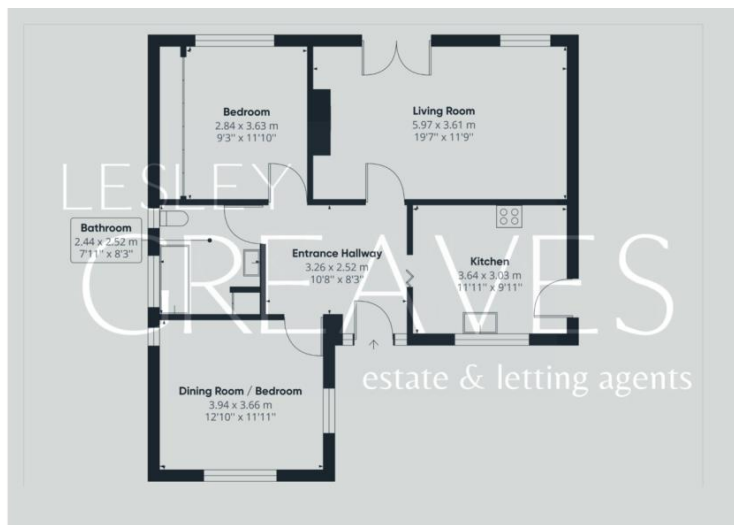 Bedroom
2.84 x 3.63 m
9'3" x 11'10"
Living Room
5.97 x 3.61 m
19'7" x 11'9"
LESLEY
GREAVES
estate & letting agents
Bathroom
2.44 x 2.52 m
7'11" x 8'3"
Entrance Hallway
3.26 x 2.52 m
10'8" x 8'3"
Kitchen
3.64 x 3.03 m
11'11" x 9'11"
Dining Room / Bedroom
3.94 x 3.66 m
12'10" x 11'11"